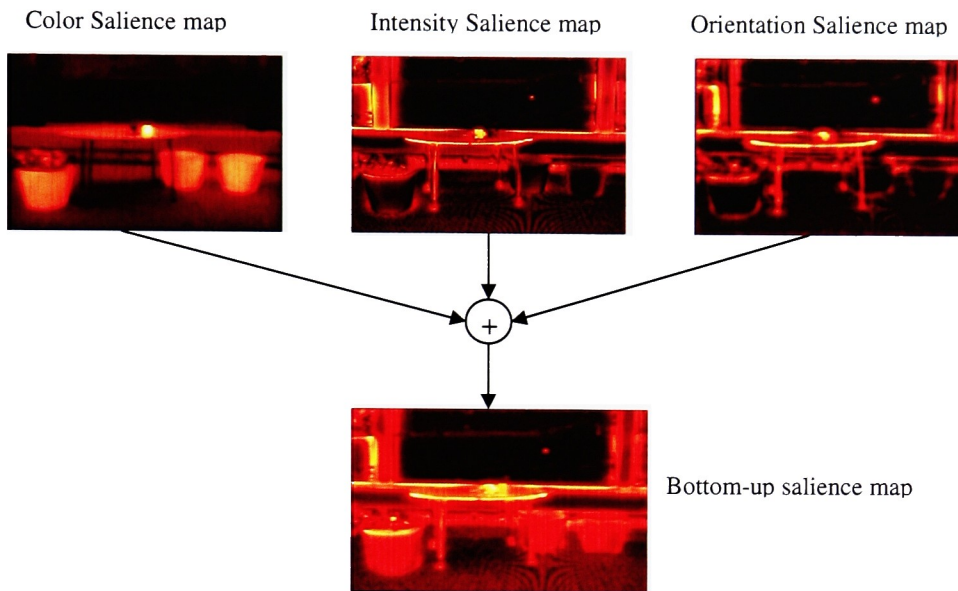 Color Salience map
Intensity Salience map
Orientation Salience map
+
Bottom-up salience map